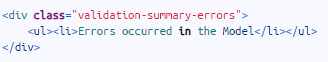 <div class="validation-summary-errors">
    <ul><li>Errors occurred in the Model</li></ul>
</div>